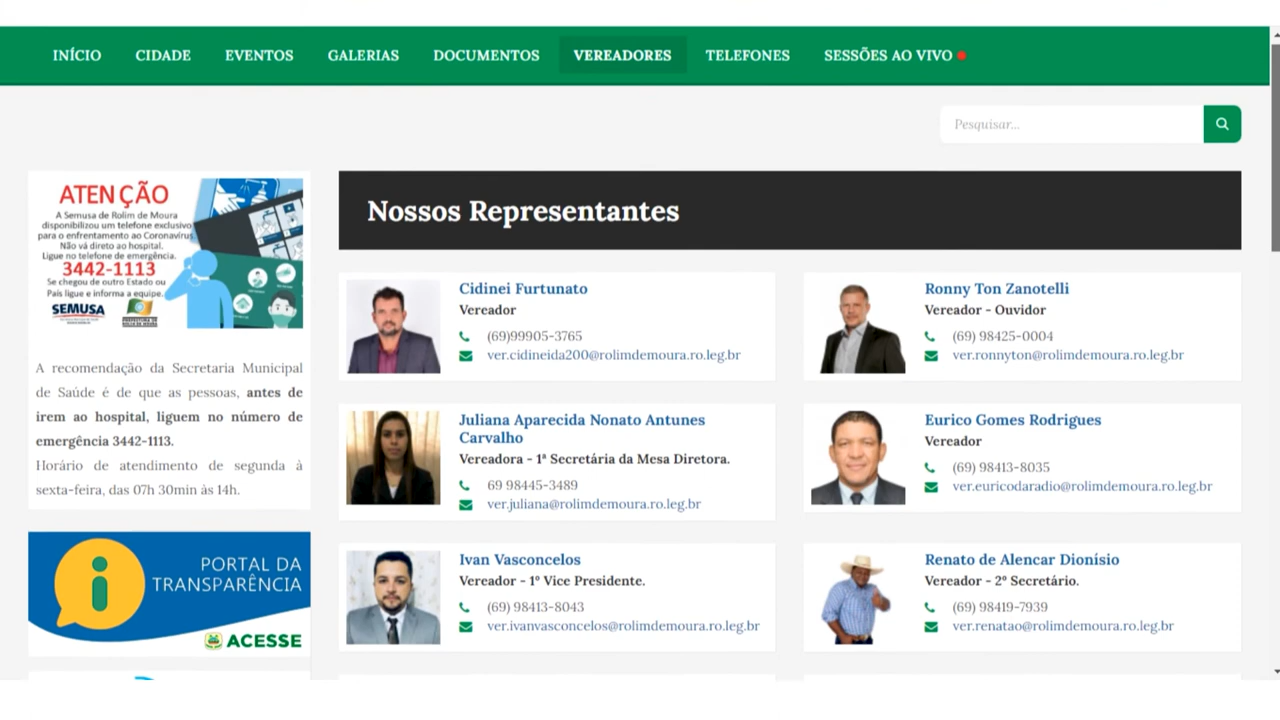 INÍCIO CIDADE EVENTOS GALERIAS DOCUMENTOS VEREADORES TELEFONES SESSÕES AO VIVO
Pesquisar...
ATENÇÃO
A Semusa de Rolim de Moura
disponibilizou um telefone exclusivo
para o enfrentamento ao Coronavírus.
Não vá direto ao hospital.
Ligue no telefone de emergência.
3442-1113
Se chegou de outro Estado ou
País ligue e informa a equipe.
SEMUSA
A recomendação da Secretaria Municipal
de Saúde é de que as pessoas, antes de
irem ao hospital, liguem no número de
emergência 3442-1113.
Horário de atendimento de segunda à
sexta-feira, das 07h 30min às 14h.
PORTAL DA
TRANSPARÊNCIA
ACESSE
Nossos Representantes
Cidinei Furtunato
Vereador
(69)99905-3765
ver.cidineida200@rolimdemoura.ro.leg.br
Ronny Ton Zanotelli
Vereador - Ouvidor
(69) 98425-0004
ver.ronnyton@rolimdemoura.ro.leg.br
Juliana Aparecida Nonato Antunes
Carvalho
Vereadora - 1ª Secretária da Mesa Diretora.
69 98445-3489
ver.juliana@rolimdemoura.ro.leg.br
Eurico Gomes Rodrigues
Vereador
(69) 98413-8035
ver.euricodaradio@rolimdemoura.ro.leg.br
Ivan Vasconcelos
Vereador - 1º Vice Presidente.
(69) 98413-8043
ver.ivanvasconcelos@rolimdemoura.ro.leg.br
Renato de Alencar Dionísio
Vereador - 2º Secretário.
(69) 98419-7939
ver.renatao@rolimdemoura.ro.leg.br